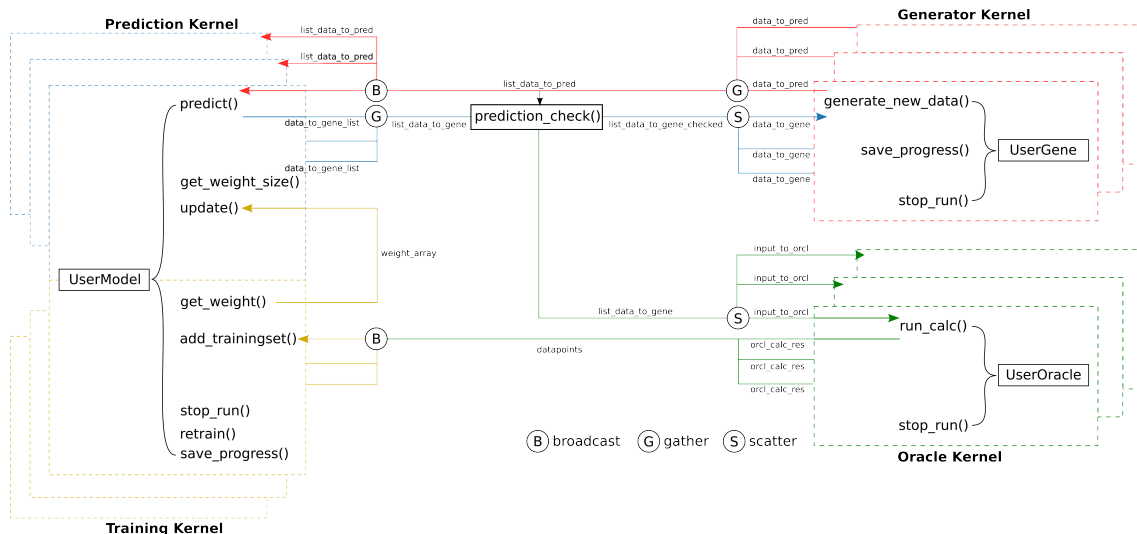 Prediction Kernel
Generator Kernel
list_data_to_pred
data_to_pred
list_data_to_pred
data_to_pred
B
list_data_to_pred
G
data_to_pred
predict()
generate_new_data()
data_to_gene_list
G
list_data_to_gene
prediction_check()
list_data_to_gene_checked
S
data_to_gene
UserGene
save_progress()
data_to_gene
data_to_gene_list
data_to_gene
get_weight_size()
stop_run()
update()
weight_array
input_to_orcl
UserModel
input_to_orcl
get_weight()
list_data_to_gene
S
input_to_orcl
run_calc()
add_trainingset()
B
datapoints
orcl_calc_res
orcl_calc_res
UserOracle
orcl_calc_res
stop_run()
stop_run()
retrain()
B broadcast
G gather
S scatter
save_progress()
Oracle Kernel
Training Kernel